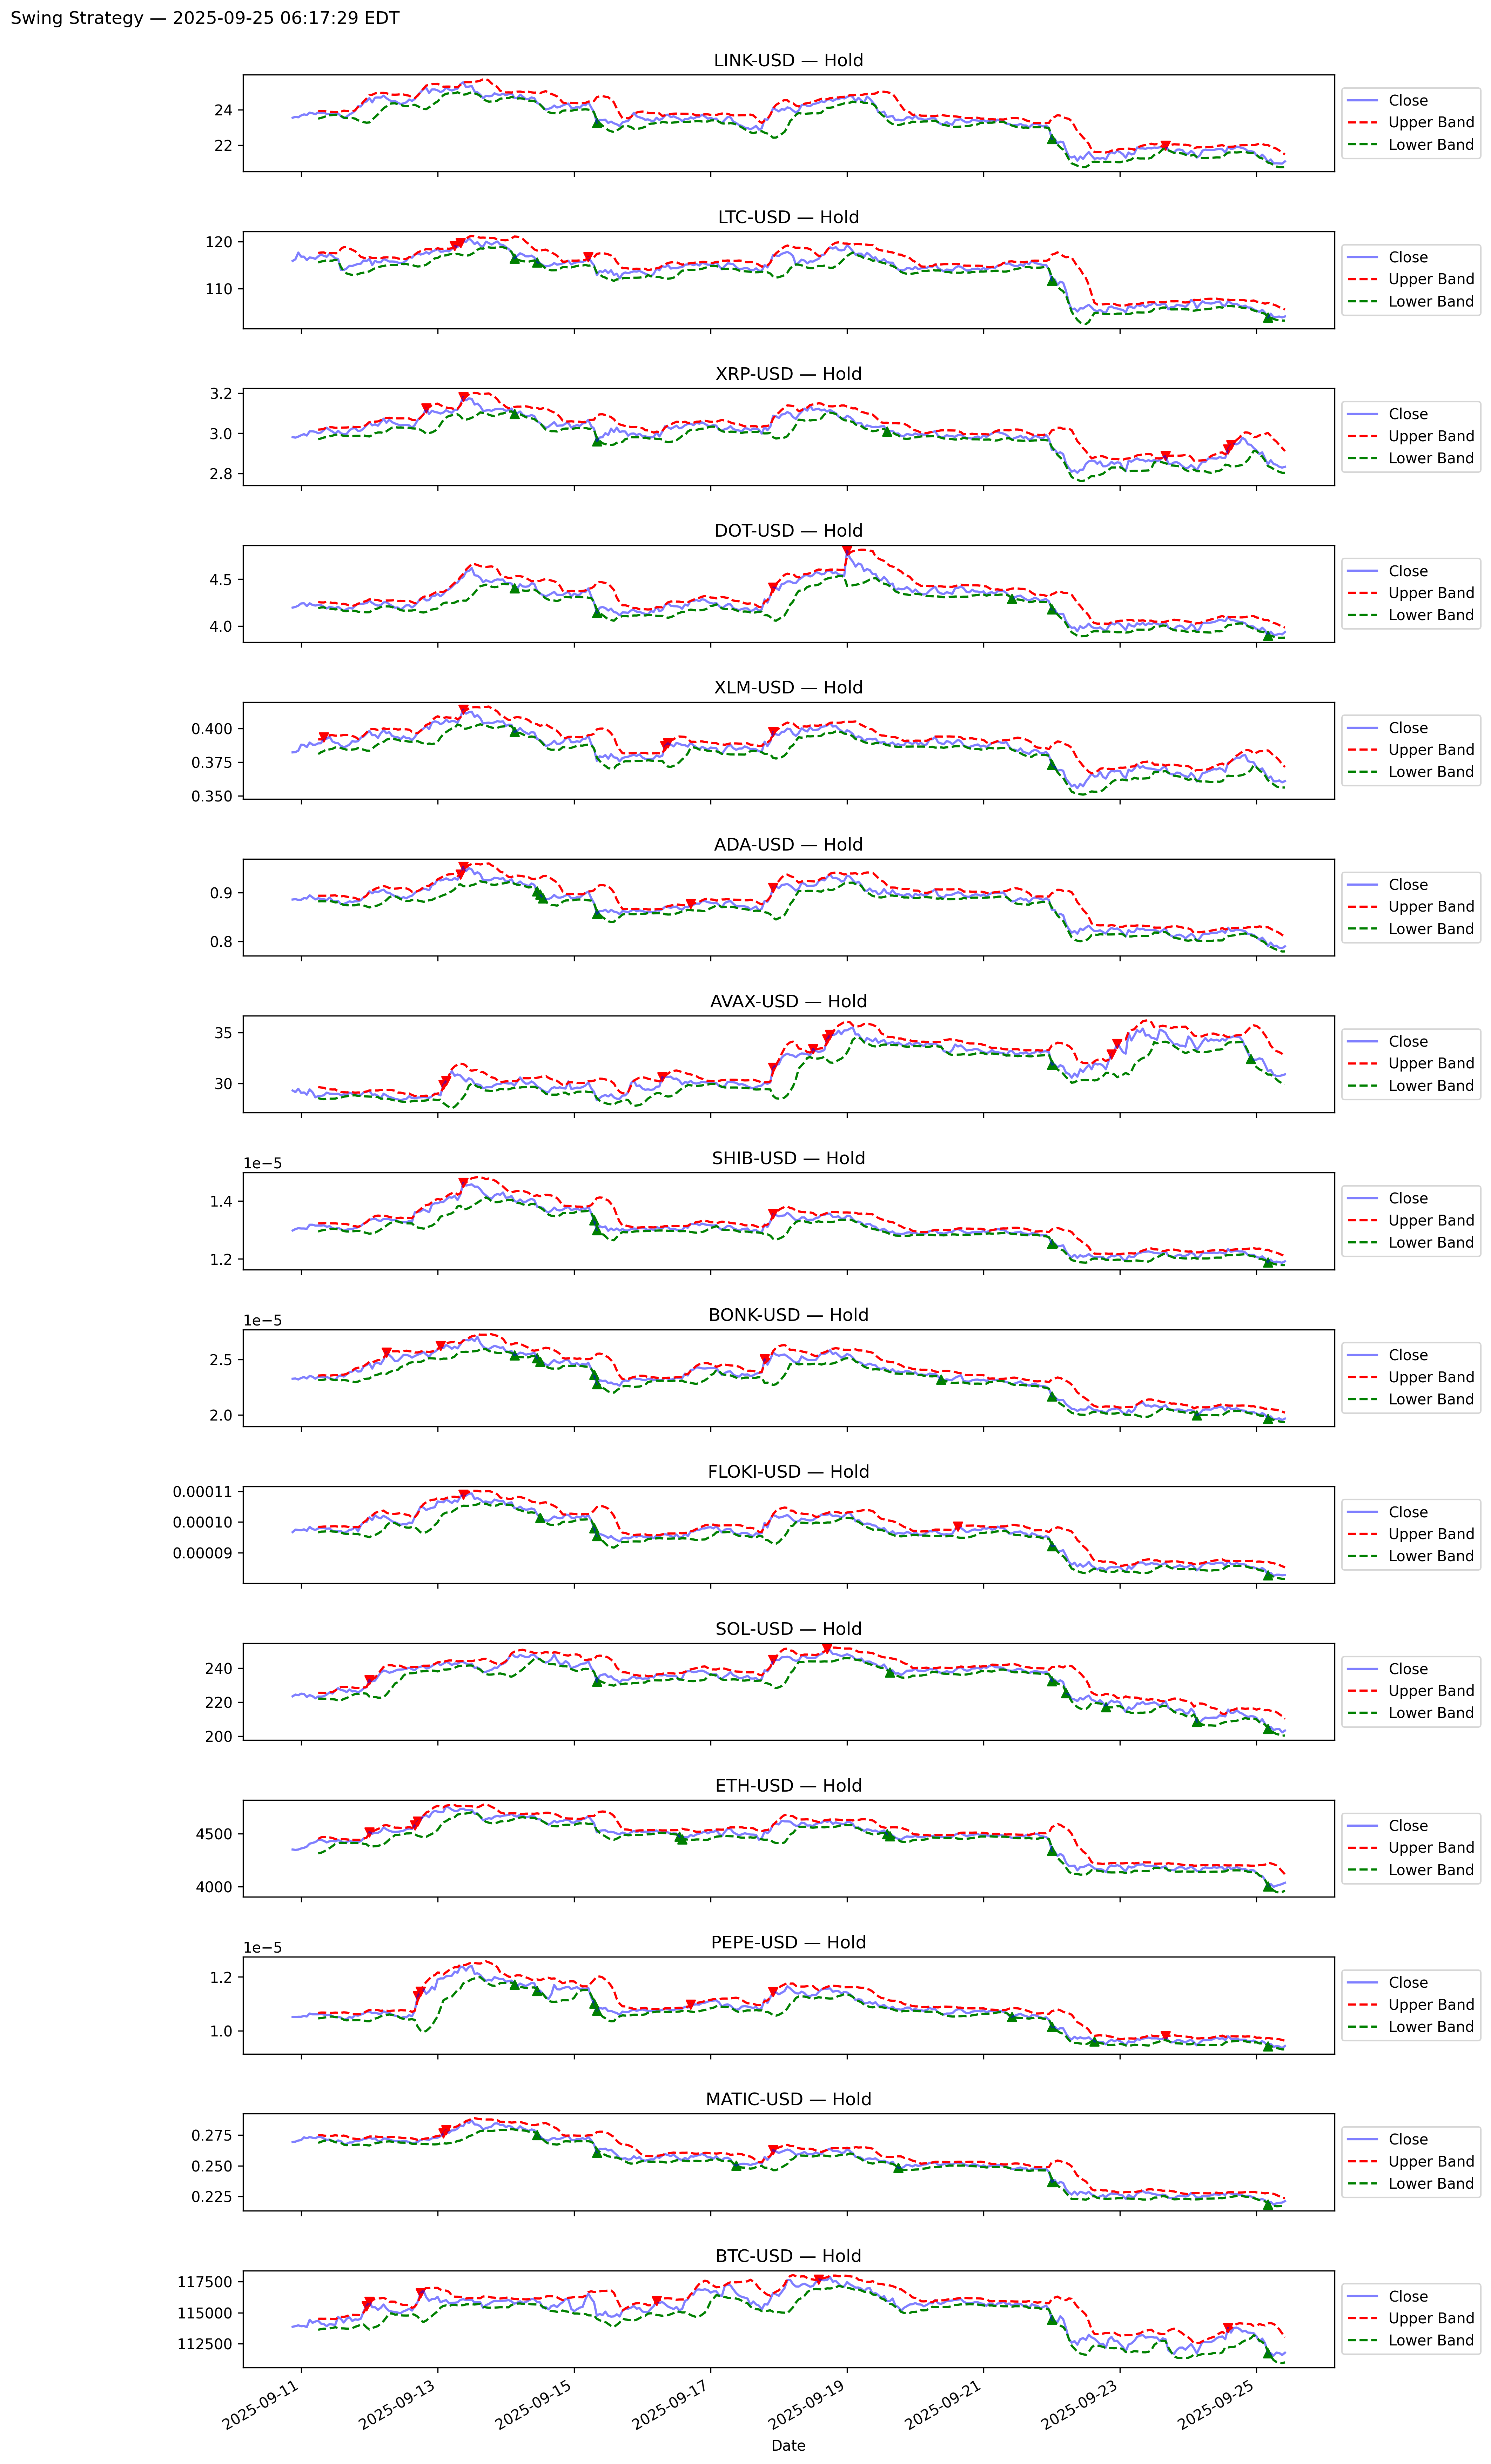 Swing Strategy — 2025-09-25 06:17:29 EDT
LINK-USD — Hold
24
22
Close
Upper Band
Lower Band
LTC-USD — Hold
120
110
Close
Upper Band
Lower Band
XRP-USD — Hold
3.2
3.0
2.8
Close
Upper Band
Lower Band
DOT-USD — Hold
4.5
4.0
Close
Upper Band
Lower Band
XLM-USD — Hold
0.400
0.375
0.350
Close
Upper Band
Lower Band
ADA-USD — Hold
0.9
0.8
Close
Upper Band
Lower Band
AVAX-USD — Hold
35
30
Close
Upper Band
Lower Band
SHIB-USD — Hold
1e−5
1.4
1.2
Close
Upper Band
Lower Band
BONK-USD — Hold
1e−5
2.5
2.0
Close
Upper Band
Lower Band
FLOKI-USD — Hold
0.00011
0.00010
0.00009
Close
Upper Band
Lower Band
SOL-USD — Hold
240
220
200
Close
Upper Band
Lower Band
ETH-USD — Hold
4500
4000
Close
Upper Band
Lower Band
PEPE-USD — Hold
1e−5
1.2
1.0
Close
Upper Band
Lower Band
MATIC-USD — Hold
0.275
0.250
0.225
Close
Upper Band
Lower Band
BTC-USD — Hold
117500
115000
112500
Close
Upper Band
Lower Band
2025-09-11
2025-09-13
2025-09-15
2025-09-17
2025-09-19
2025-09-21
2025-09-23
2025-09-25
Date